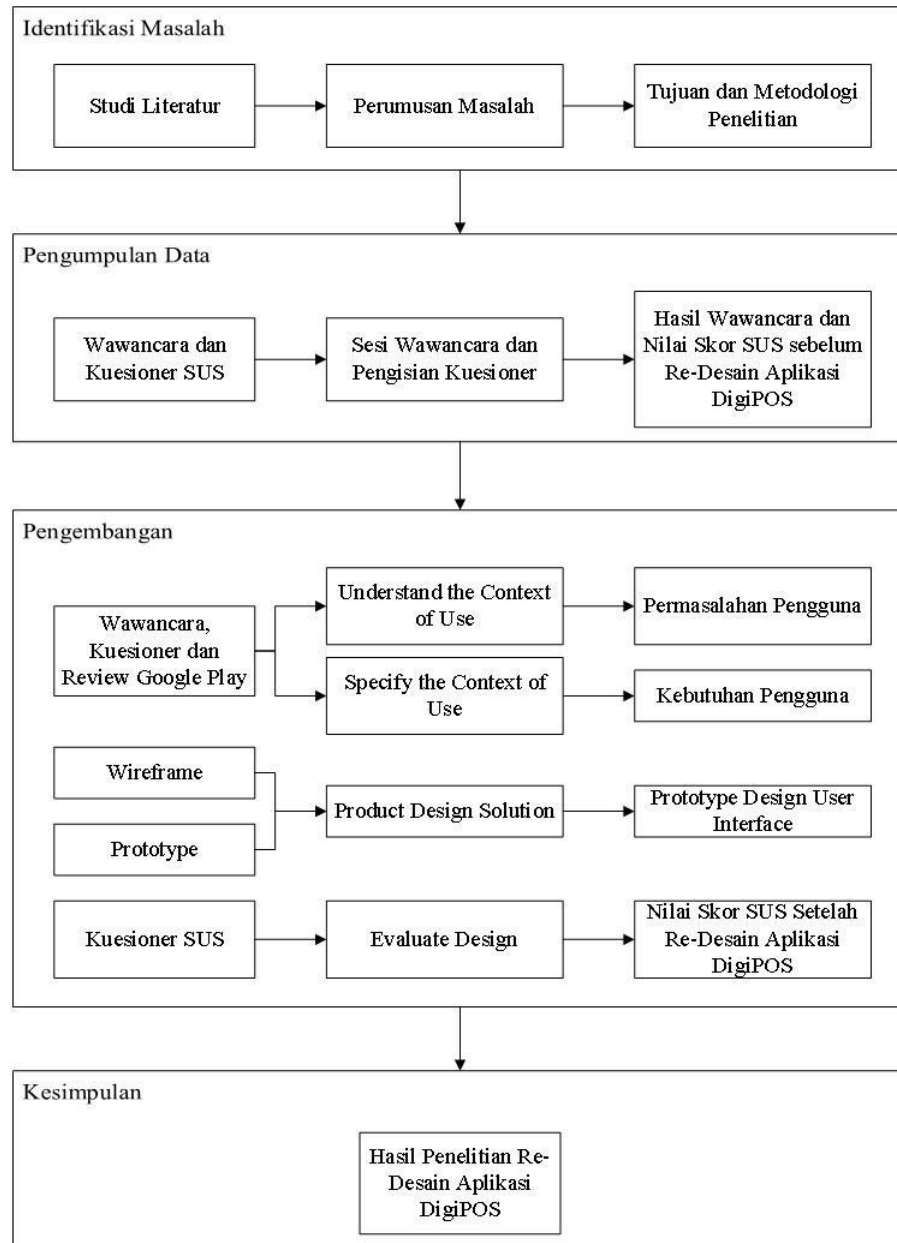 Identifikasi Masalah
Studi Literatur
Perumusan Masalah
Tujuan dan Metodologi
Penelitian
Pengumpulan Data
Wawancara dan
Kuesioner SUS
Sesi Wawancara dan
Pengisian Kuesioner
Hasil Wawancara dan
Nilai Skor SUS sebelum
Re-Desain Aplikasi
DigiPOS
Pengembangan
Wawancara,
Kuesioner dan
Review Google Play
Understand the Context
of Use
Permasalahan Pengguna
Specify the Context of
Use
Kebutuhan Pengguna
Wireframe
Prototype
Product Design Solution
Prototype Design User
Interface
Kuesioner SUS
Evaluate Design
Nilai Skor SUS Setelah
Re-Desain Aplikasi
DigiPOS
Kesimpulan
Hasil Penelitian Re-
Desain Aplikasi
DigiPOS